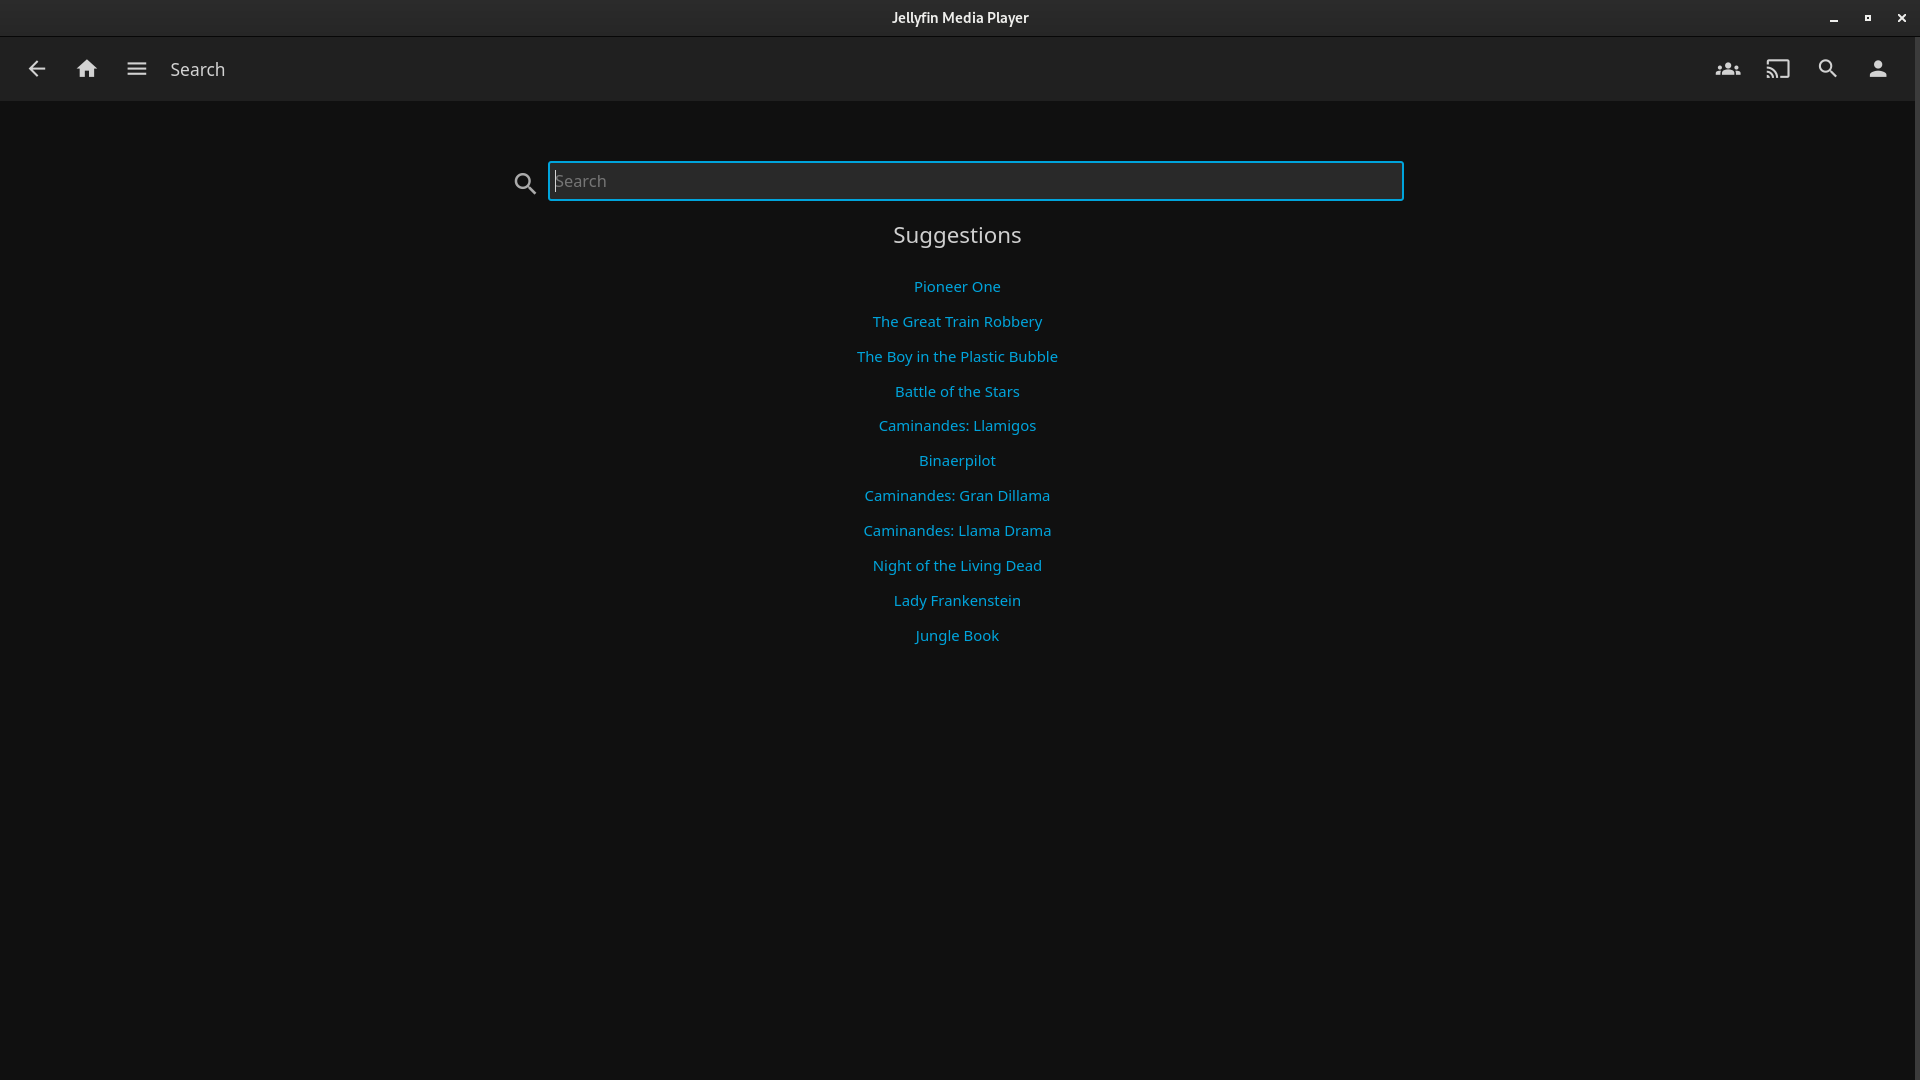 Jellyfin Media Player
Search
Search
Suggestions
Pioneer One
The Great Train Robbery
The Boy in the Plastic Bubble
Battle of the Stars
Caminandes: Llamigos
Binaerpilot
Caminandes: Gran Dillama
Caminandes: Llama Drama
Night of the Living Dead
Lady Frankenstein
Jungle Book